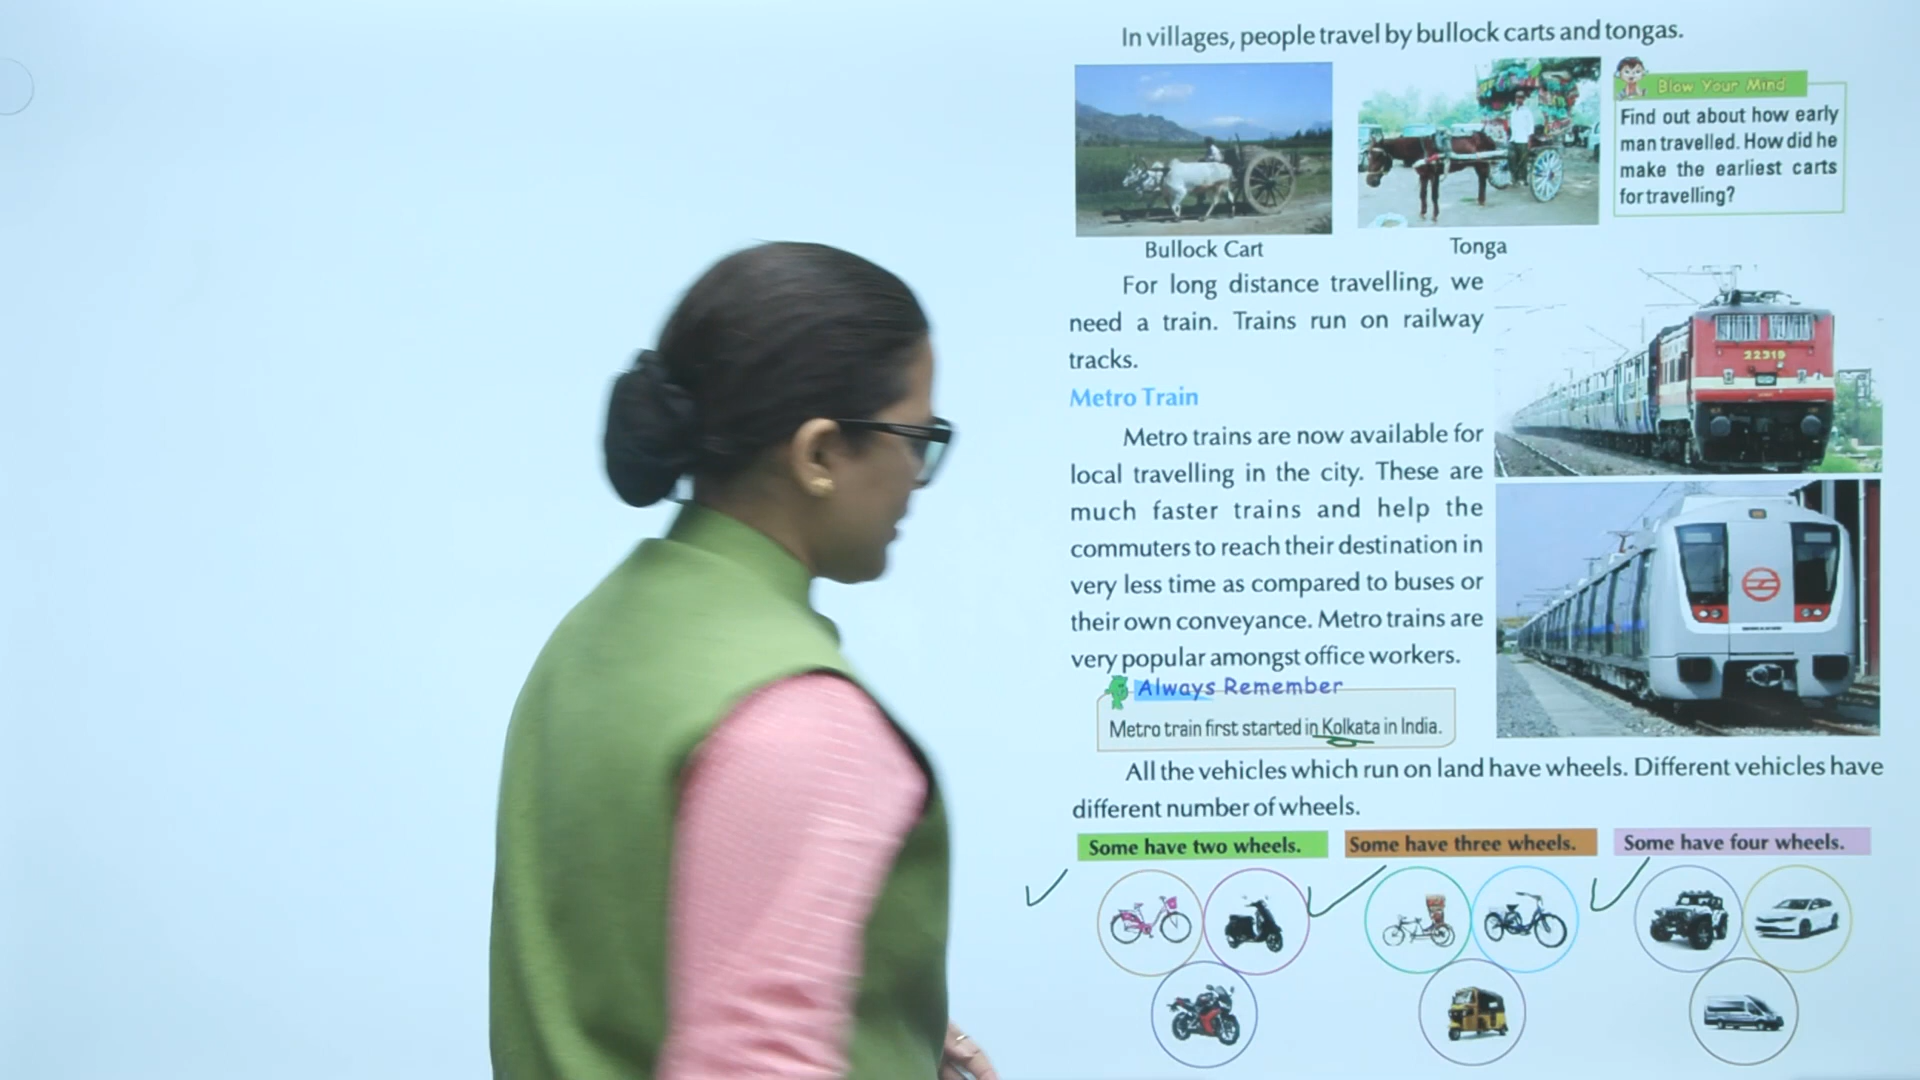 In villages, people travel by bullock carts and tongas.
Blow Your Mind
Find out about how early
man travelled. How did he
make the earliest carts
for travelling?
Bullock Cart
Tonga
For long distance travelling, we
need a train. Trains run on railway
tracks.
22319
Metro Train
Metro trains are now available for
local travelling in the city. These are
much faster trains and help the
commuters to reach their destination in
very less time as compared to buses or
their own conveyance. Metro trains are
very popular amongst office workers.
Always Remember
Metro train first started in Kolkata in India.
All the vehicles which run on land have wheels. Different vehicles have
different number of wheels.
Some have two wheels.
Some have three wheels.
Some have four wheels.